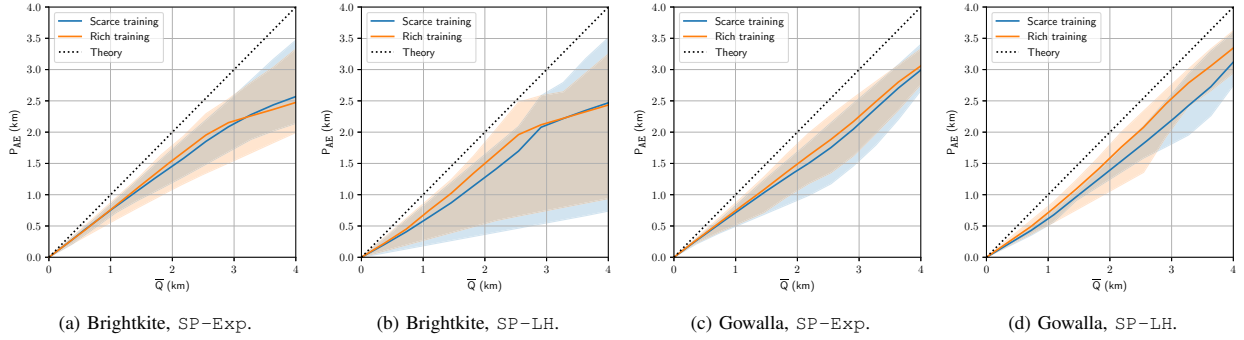 4.0
3.5
3.0
2.5
2.0
1.5
1.0
0.5
0.0
P_AE (km)
Scarce training
Rich training
Theory
0 1 2 3 4
Q̅ (km)
(a) Brightkite, SP-Exp.
4.0
3.5
3.0
2.5
2.0
1.5
1.0
0.5
0.0
P_AE (km)
Scarce training
Rich training
Theory
0 1 2 3 4
Q̅ (km)
(b) Brightkite, SP-LH.
4.0
3.5
3.0
2.5
2.0
1.5
1.0
0.5
0.0
P_AE (km)
Scarce training
Rich training
Theory
0 1 2 3 4
Q̅ (km)
(c) Gowalla, SP-Exp.
4.0
3.5
3.0
2.5
2.0
1.5
1.0
0.5
0.0
P_AE (km)
Scarce training
Rich training
Theory
0 1 2 3 4
Q̅ (km)
(d) Gowalla, SP-LH.